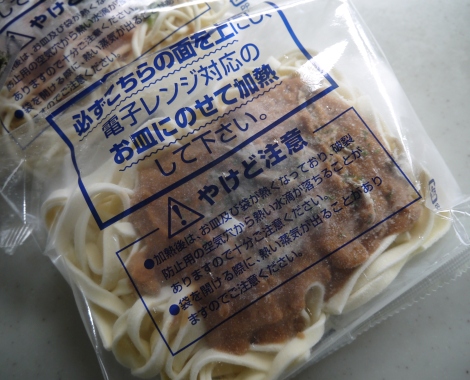 必ずこちらの面を上にし、
電子レンジ対応の
お皿にのせて加熱
して下さい。
やけど注意
●加熱後は、お皿及び袋が熱くなっており、破裂
防止用の空気穴から熱い水滴が落ちることが
ありますので十分ご注意ください。
●袋を開ける際に、熱い蒸気が出ることがあり
ますのでご注意ください。